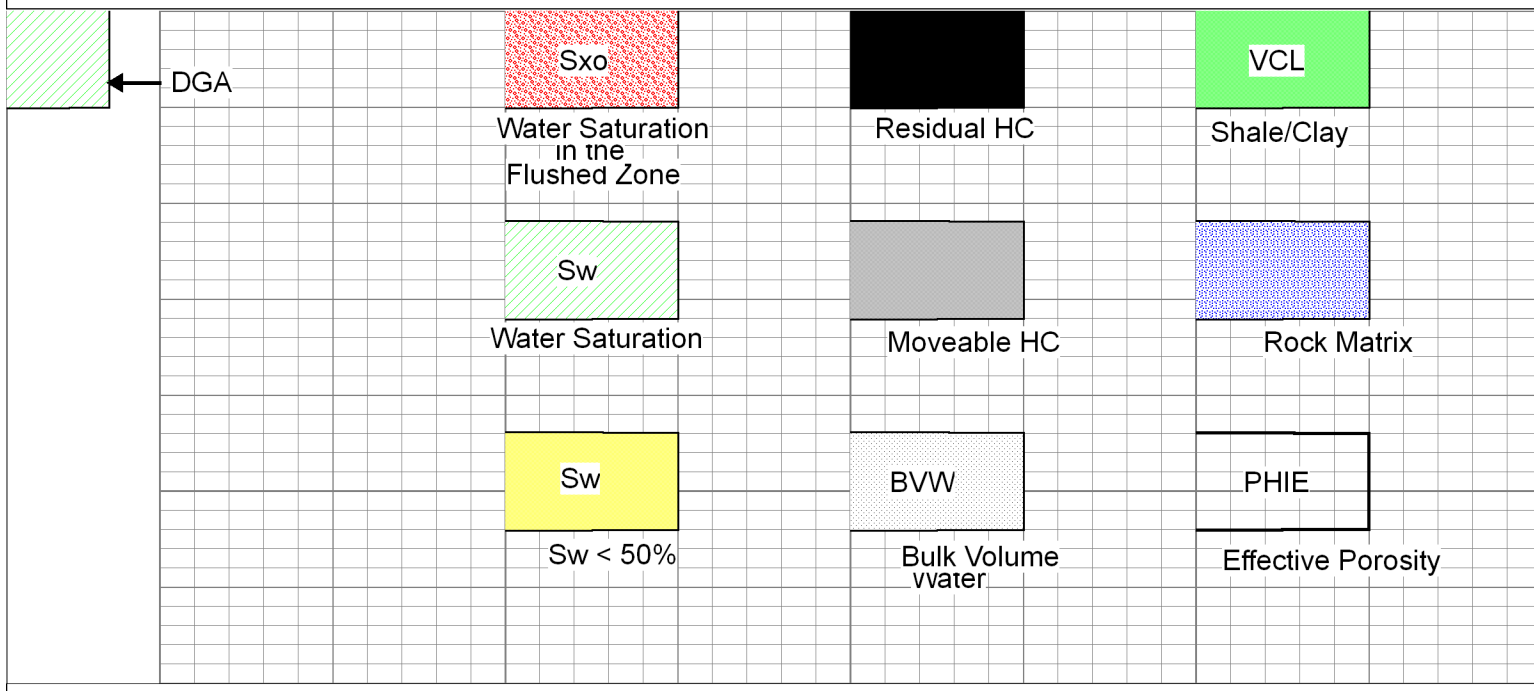 DGA
Sxo
Water Saturation
in the
Flushed Zone
Residual HC
VCL
Shale/Clay
Sw
Water Saturation
Moveable HC
Rock Matrix
Sw
Sw < 50%
BVW
Bulk Volume
Water
PHIE
Effective Porosity